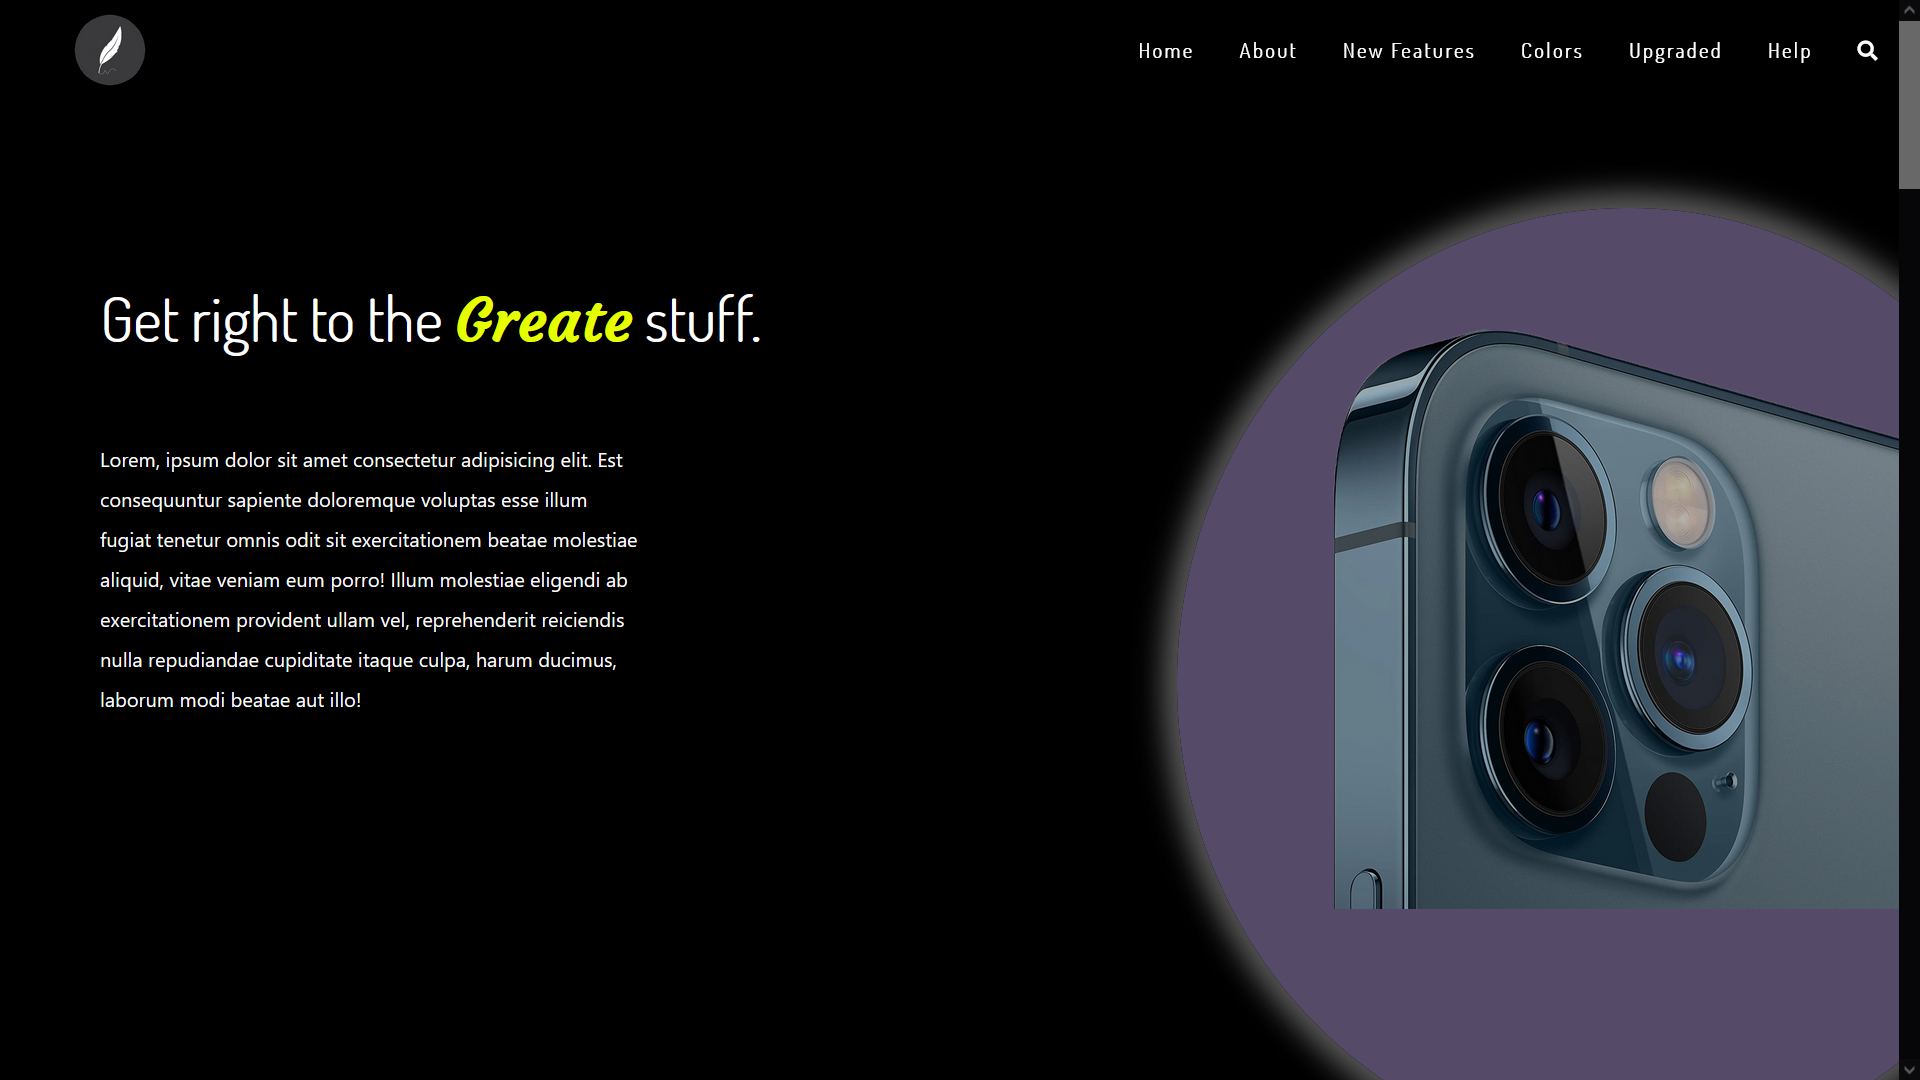 Home About New Features Colors Upgraded Help
Get right to the Greate stuff.
Lorem, ipsum dolor sit amet consectetur adipisicing elit. Est
consequuntur sapiente doloremque voluptas esse illum
fugiat tenetur omnis odit sit exercitationem beatae molestiae
aliquid, vitae veniam eum porro! Illum molestiae eligendi ab
exercitationem provident ullam vel, reprehenderit reiciendis
nulla repudiandae cupiditate itaque culpa, harum ducimus,
laborum modi beatae aut illo!